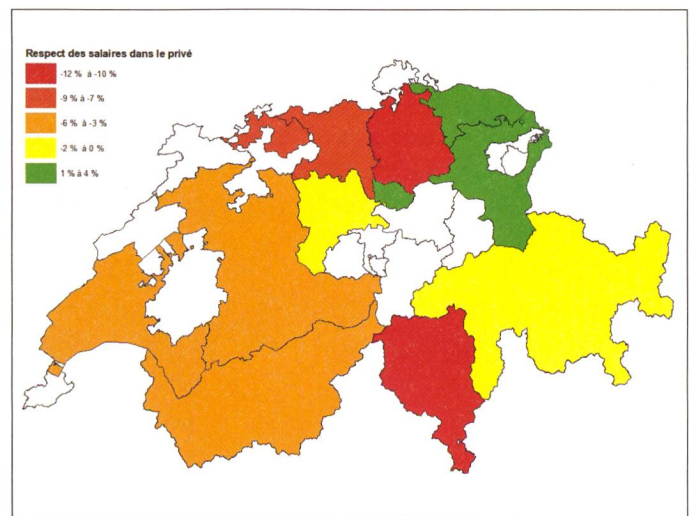 Respect des salaires dans le privé
-12 % à -10 %
-9 % à -7 %
-6 % à -3 %
-2 % à 0 %
1 % à 4 %